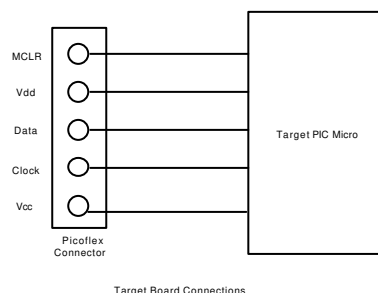 MCLR
Vdd
Data
Target PIC Micro
Clock
Vcc
Picoflex
Connector
Target Board Connections